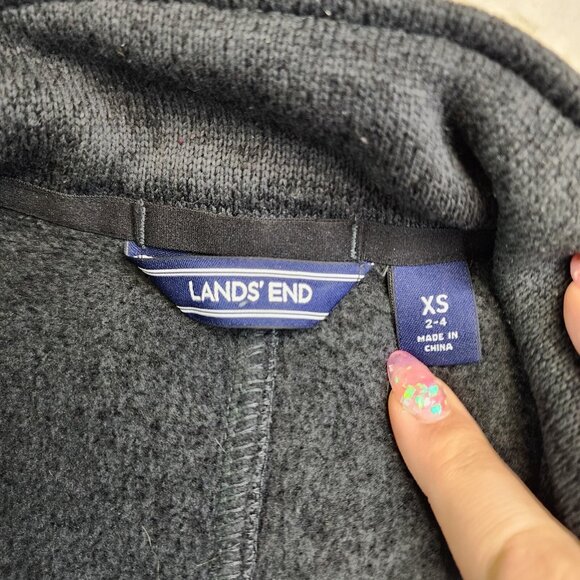 LANDS' END
XS
2-4
MADE IN
CHINA